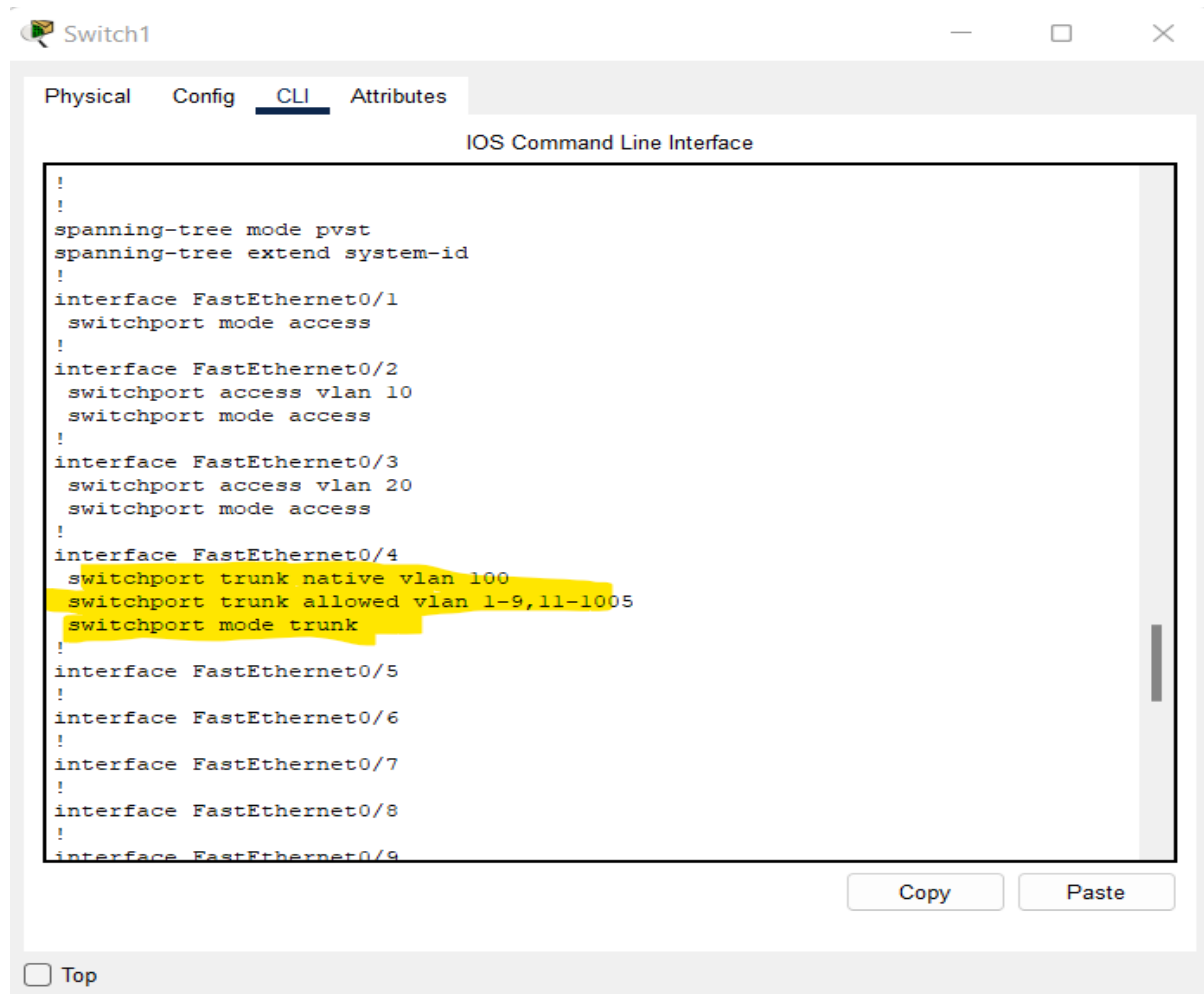 Switch1
Physical Config CLI Attributes
IOS Command Line Interface
!
!
spanning-tree mode pvst
spanning-tree extend system-id
!
interface FastEthernet0/1
switchport mode access
!
interface FastEthernet0/2
switchport access vlan 10
switchport mode access
!
interface FastEthernet0/3
switchport access vlan 20
switchport mode access
!
interface FastEthernet0/4
switchport trunk native vlan 100
switchport trunk allowed vlan 1-9,11-1005
switchport mode trunk
!
interface FastEthernet0/5
!
interface FastEthernet0/6
!
interface FastEthernet0/7
!
interface FastEthernet0/8
!
interface FastEthernet0/9
Copy Paste
Top